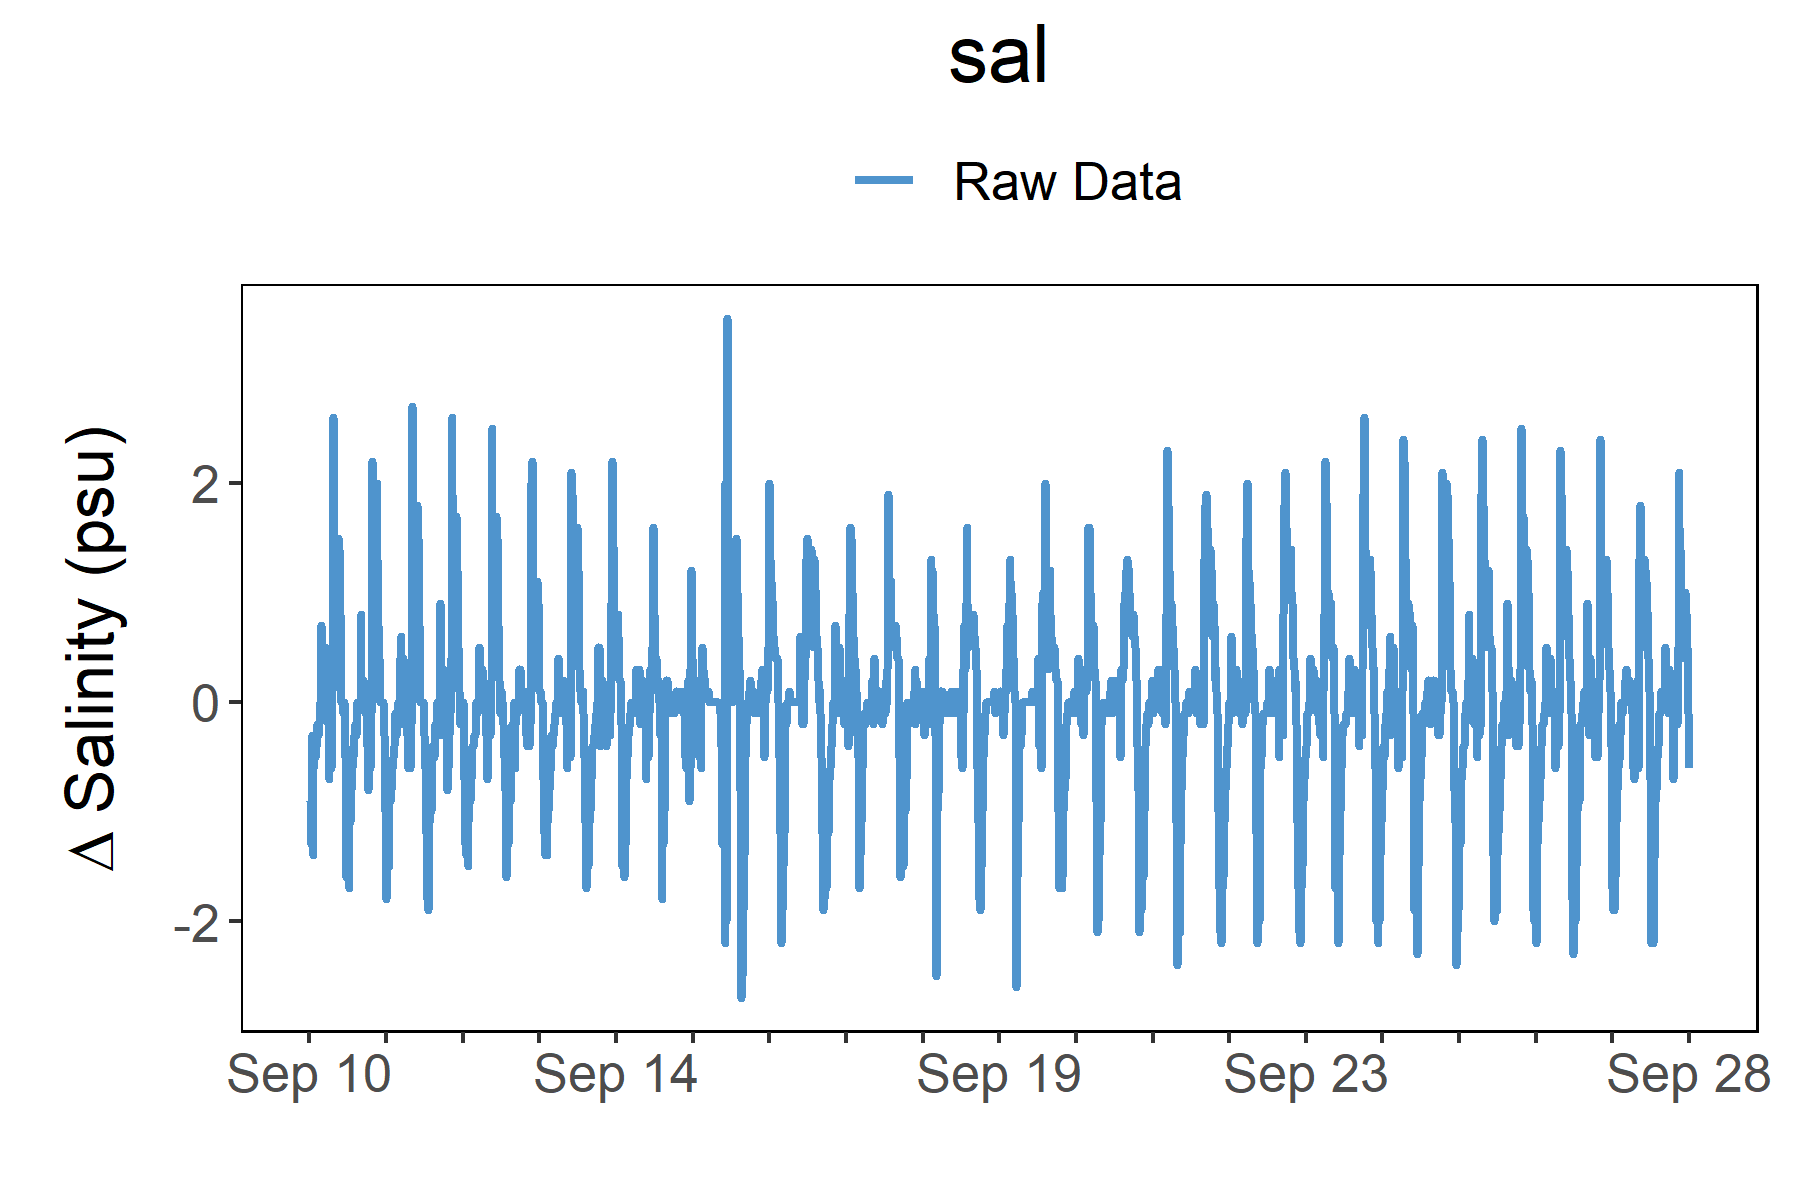 sal
Raw Data
Δ Salinity (psu)
2
0
-2
Sep 10 Sep 14 Sep 19 Sep 23 Sep 28